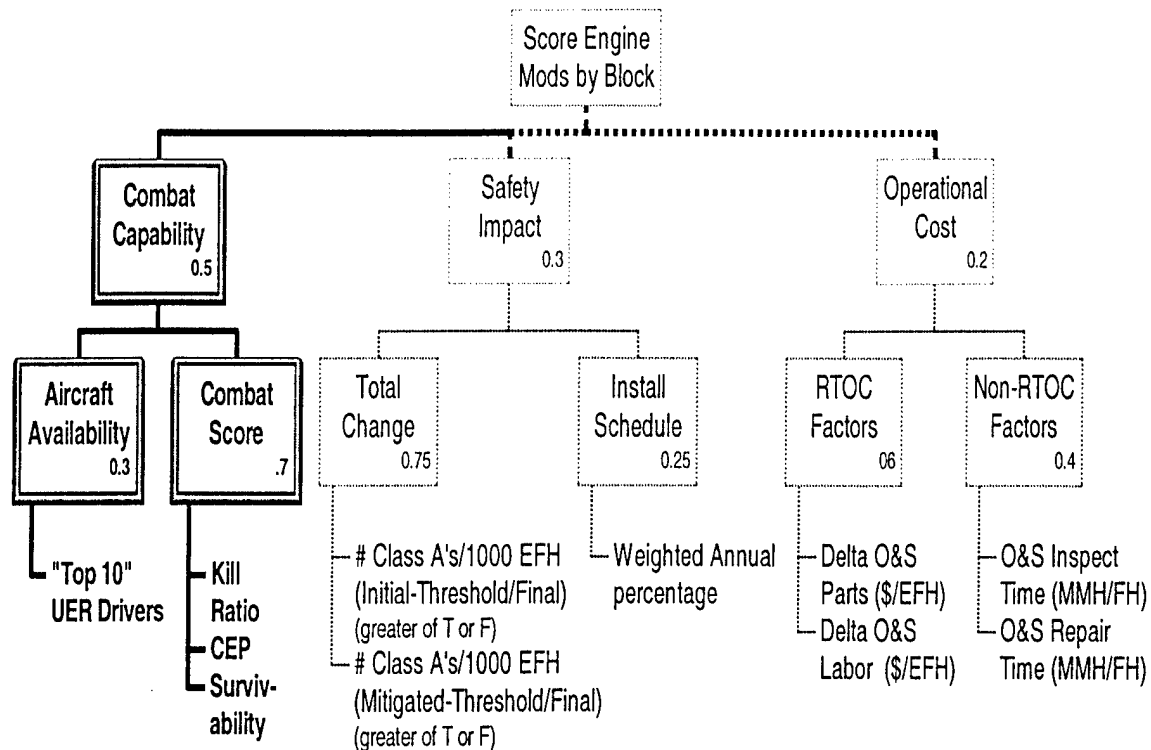 Score Engine
Mods by Block
Combat
Capability
0.5
Safety
Impact
0.3
Operational
Cost
0.2
Aircraft
Availability
0.3
Combat
Score
.7
Total
Change
0.75
Install
Schedule
0.25
RTOC
Factors
06
Non-RTOC
Factors
0.4
"Top 10"
UER Drivers
Kill
Ratio
CEP
Surviv-
ability
# Class A's/1000 EFH
(Initial-Threshold/Final)
(greater of T or F)
# Class A's/1000 EFH
(Mitigated-Threshold/Final)
(greater of T or F)
Weighted Annual
percentage
Delta O&S
Parts ($/EFH)
Delta O&S
Labor ($/EFH)
O&S Inspect
Time (MMH/FH)
O&S Repair
Time (MMH/FH)